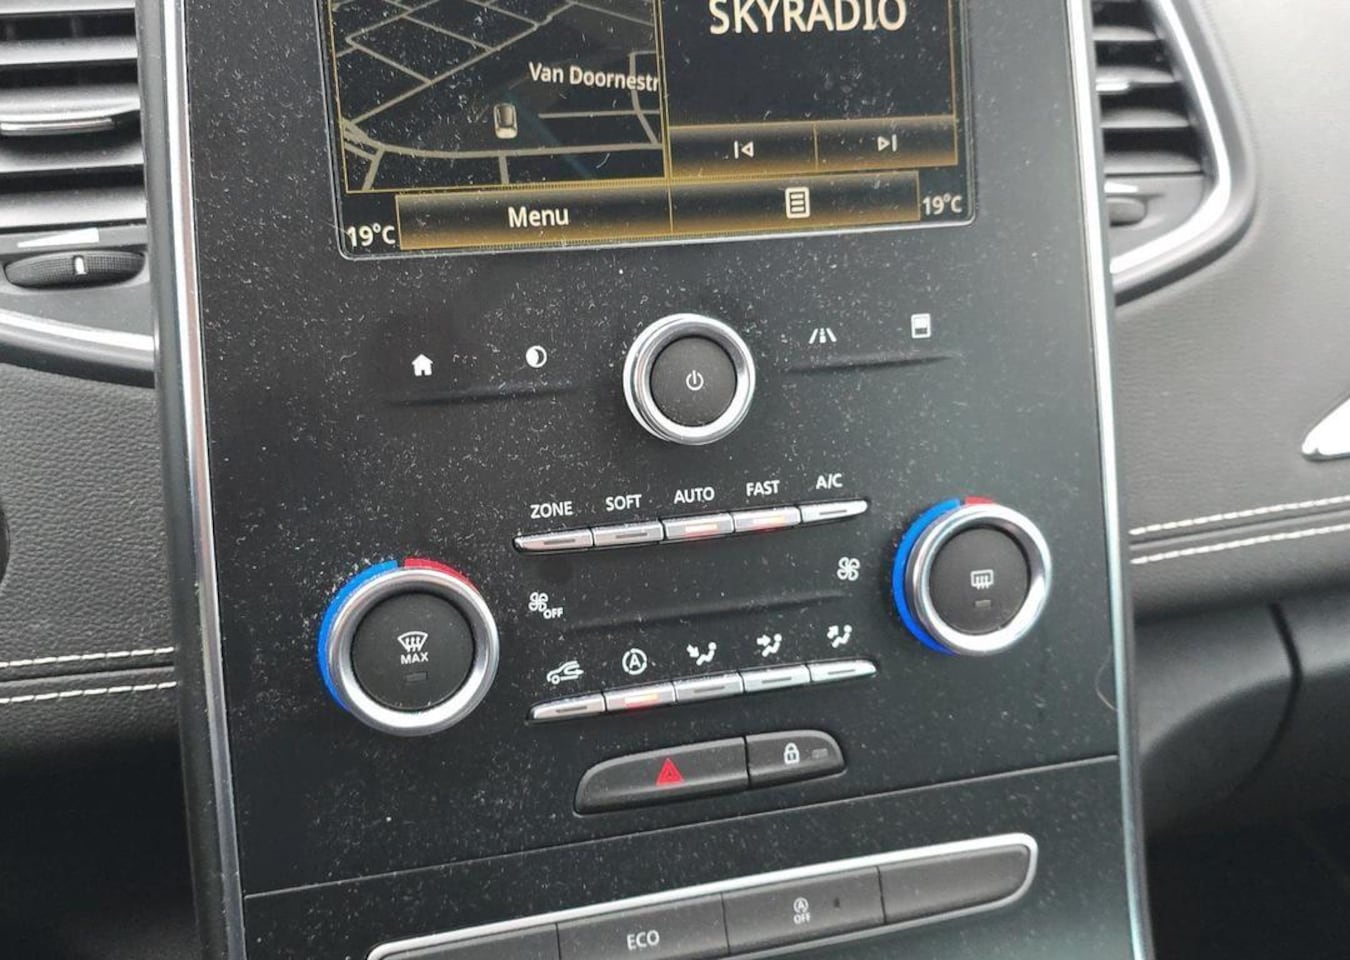 SKYRADIO
Van Doornestr
Menu
19°C
19°C
ZONE SOFT AUTO FAST A/C
OFF
MAX
A
ECO
A
OFF